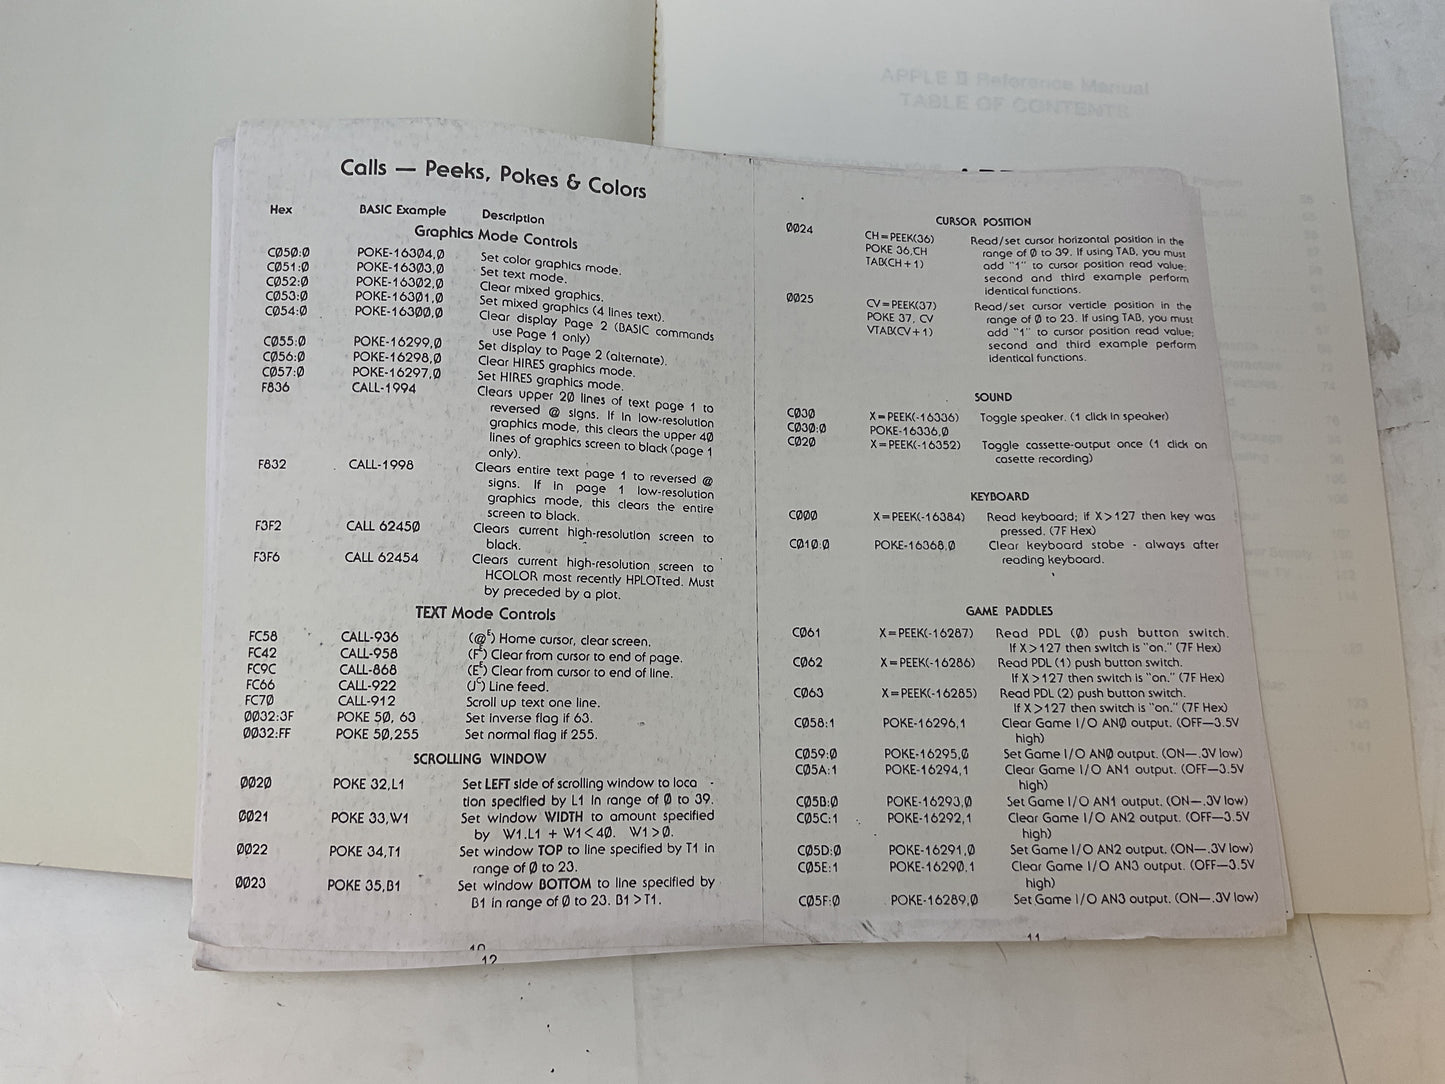 APPLE ][ Reference Manual
TABLE OF CONTENTS
Calls — Peeks, Pokes & Colors
Hex BASIC Example Description
Graphics Mode Controls
CØ5Ø:Ø POKE-163Ø4,Ø Set color graphics mode.
CØ51:Ø POKE-163Ø3,Ø Set text mode.
CØ52:Ø POKE-163Ø2,Ø Clear mixed graphics.
CØ53:Ø POKE-163Ø1,Ø Set mixed graphics (4 lines text).
CØ54:Ø POKE-163ØØ,Ø Clear display Page 2 (BASIC commands
use Page 1 only)
CØ55:Ø POKE-16299,Ø Set display to Page 2 (alternate).
CØ56:Ø POKE-16298,Ø Clear HIRES graphics mode.
CØ57:Ø POKE-16297,Ø Set HIRES graphics mode.
F836 CALL-1994 Clears upper 2Ø lines of text page 1 to
reversed @ signs. If in low-resolution
graphics mode, this clears the upper 4Ø
lines of graphics screen to black (page 1
only).
F832 CALL-1998 Clears entire text page 1 to reversed @
signs. If in page 1 low-resolution
graphics mode, this clears the entire
screen to black.
F3F2 CALL 6245Ø Clears current high-resolution screen to
black.
F3F6 CALL 62454 Clears current high-resolution screen to
HCOLOR most recently HPLOTted. Must
by preceded by a plot.
TEXT Mode Controls
FC58 CALL-936 (@E) Home cursor, clear screen.
FC42 CALL-958 (FE) Clear from cursor to end of page.
FC9C CALL-868 (EE) Clear from cursor to end of line.
FC66 CALL-922 (JC) Line feed.
FC7Ø CALL-912 Scroll up text one line.
ØØ32:3F POKE 5Ø, 63 Set inverse flag if 63.
ØØ32:FF POKE 5Ø,255 Set normal flag if 255.
SCROLLING WINDOW
ØØ2Ø POKE 32,L1 Set LEFT side of scrolling window to loca -
tion specified by L1 in range of Ø to 39.
ØØ21 POKE 33,W1 Set window WIDTH to amount specified
by W1.L1 + W1<4Ø. W1>Ø.
ØØ22 POKE 34,T1 Set window TOP to line specified by T1 in
range of Ø to 23.
ØØ23 POKE 35,B1 Set window BOTTOM to line specified by
B1 in range of Ø to 23. B1>T1.
10
12
CURSOR POSITION
ØØ24 CH=PEEK(36) Read/set cursor horizontal position in the
POKE 36,CH range of Ø to 39. If using TAB, you must
TAB(CH+1) add "1" to cursor position read value;
second and third example perform
identical functions.
ØØ25 CV=PEEK(37) Read/set cursor verticle position in the
POKE 37, CV range of Ø to 23. If using TAB, you must
VTAB(CV+1) add "1" to cursor position read value;
second and third example perform
identical functions.
SOUND
CØ3Ø X=PEEK(-16336) Toggle speaker. (1 click in speaker)
CØ3Ø:Ø POKE-16336,Ø
CØ2Ø X=PEEK(-16352) Toggle cassette-output once (1 click on
casette recording)
KEYBOARD
CØØØ X=PEEK(-16384) Read keyboard; if X>127 then key was
pressed. (7F Hex)
CØ1Ø:Ø POKE-16368,Ø Clear keyboard stobe - always after
reading keyboard.
GAME PADDLES
CØ61 X=PEEK(-16287) Read PDL (Ø) push button switch.
If X>127 then switch is "on." (7F Hex)
CØ62 X=PEEK(-16286) Read PDL (1) push button switch.
If X>127 then switch is "on." (7F Hex)
CØ63 X=PEEK(-16285) Read PDL (2) push button switch.
If X>127 then switch is "on." (7F Hex)
CØ58:1 POKE-16296,1 Clear Game I/O ANØ output. (OFF—3.5V
high)
CØ59:Ø POKE-16295,Ø Set Game I/O ANØ output. (ON—.3V low)
CØ5A:1 POKE-16294,1 Clear Game I/O AN1 output. (OFF—3.5V
high)
CØ5B:Ø POKE-16293,Ø Set Game I/O AN1 output. (ON—.3V low)
CØ5C:1 POKE-16292,1 Clear Game I/O AN2 output. (OFF—3.5V
high)
CØ5D:Ø POKE-16291,Ø Set Game I/O AN2 output. (ON—.3V low)
CØ5E:1 POKE-1629Ø,1 Clear Game I/O AN3 output. (OFF—3.5V
high)
CØ5F:Ø POKE-16289,Ø Set Game I/O AN3 output. (ON—.3V low)
11